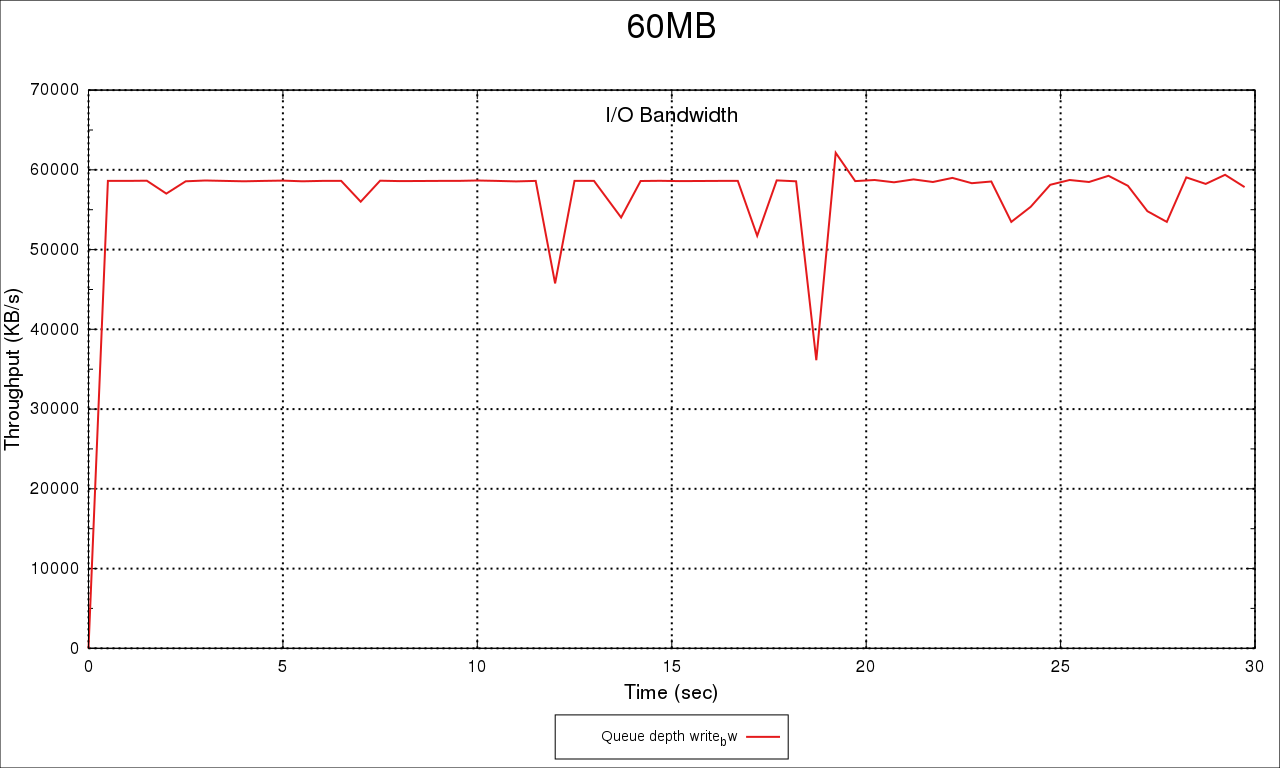 60MB
I/O Bandwidth
70000
60000
50000
40000
30000
20000
10000
0
Throughput (KB/s)
0 5 10 15 20 25 30
Time (sec)
Queue depth write_bw